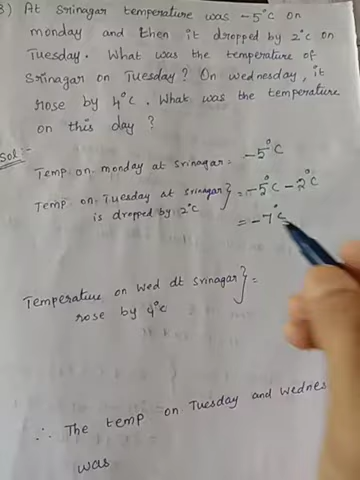 3) At Srinagar temperature was -5°C on
monday and then it dropped by 2°C on
Tuesday. What was the temperature of
Srinagar on Tuesday? On wednesday, it
rose by 4°C. What was the temperature
on this day?
Sol:-
Temp on monday at Srinagar = -5°C
Temp on Tuesday at Srinagar } = -5°C - 2°C
is dropped by 2°C
= -7°C
Temperature on Wed at Srinagar } =
rose by 4°C
∴ The temp on Tuesday and Wednes
was